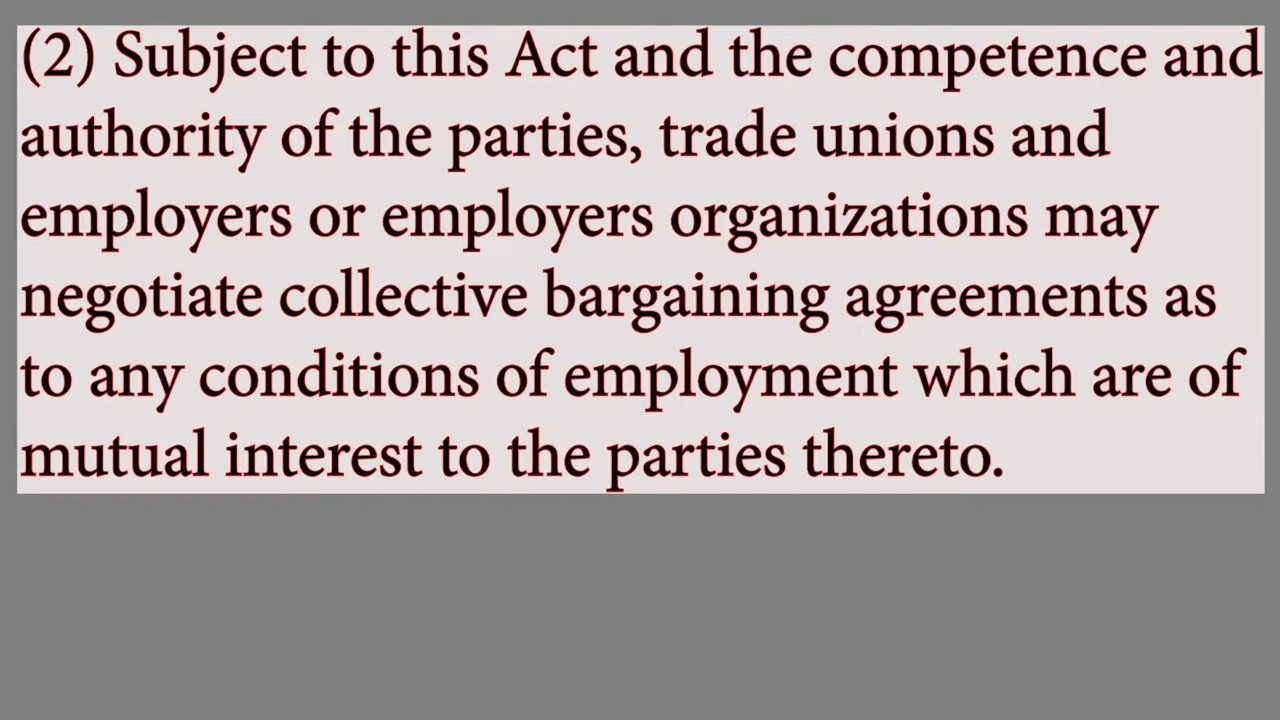 (2) Subject to this Act and the competence and
authority of the parties, trade unions and
employers or employers organizations may
negotiate collective bargaining agreements as
to any conditions of employment which are of
mutual interest to the parties thereto.